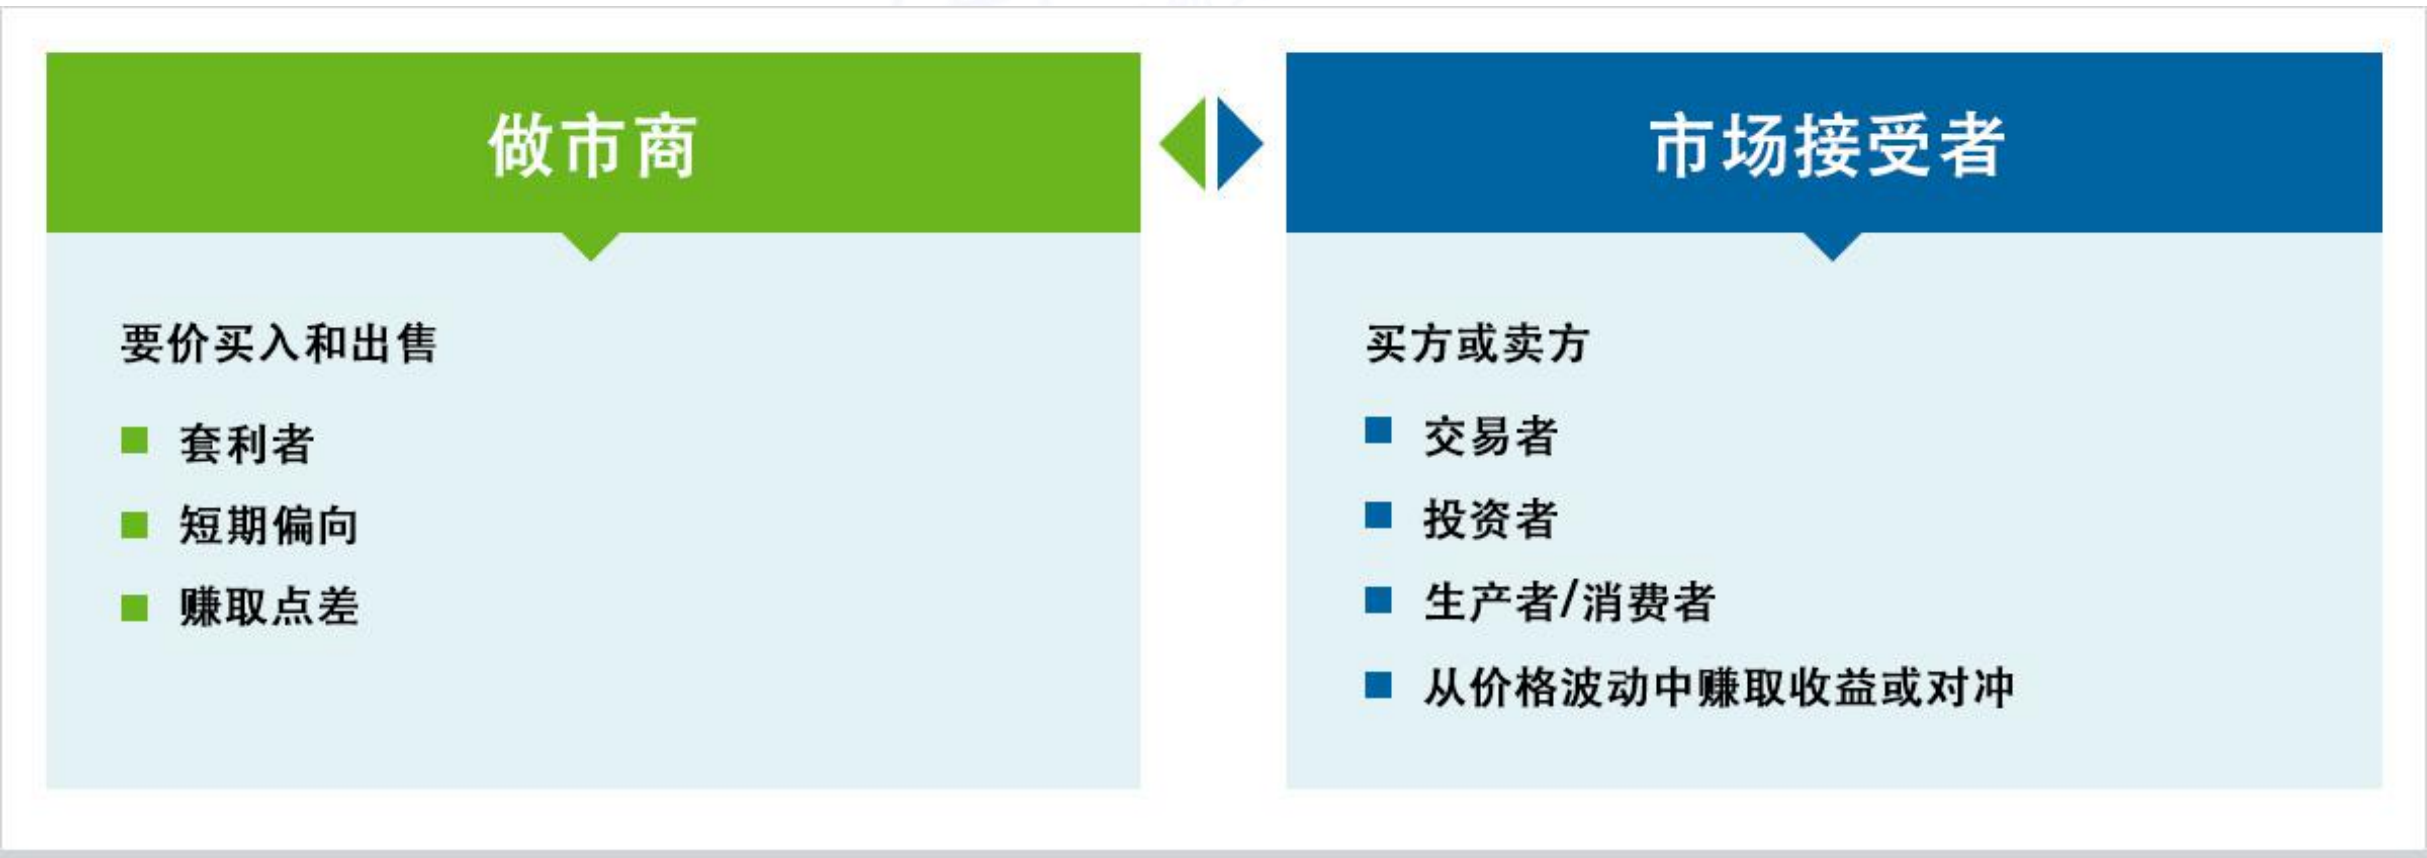 做市商
要价买入和出售
套利者
短期偏向
赚取点差
市场接受者
买方或卖方
交易者
投资者
生产者/消费者
从价格波动中赚取收益或对冲